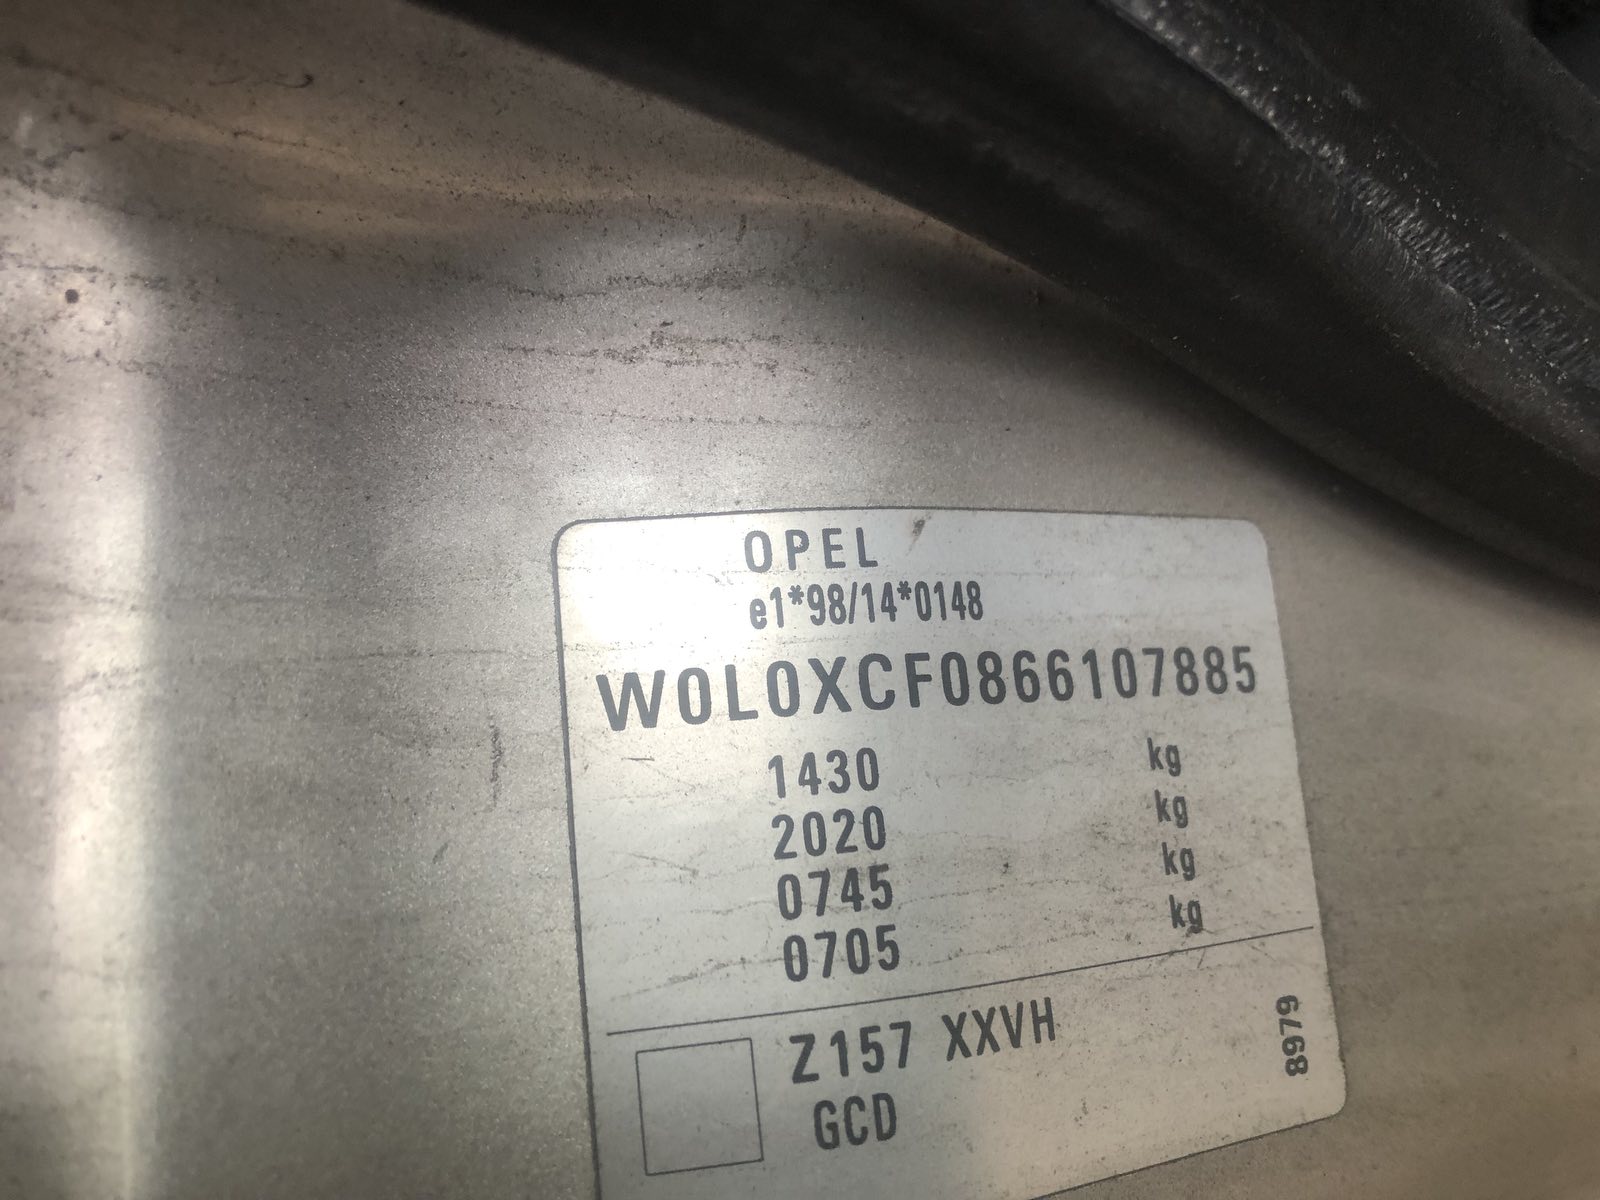 OPEL
e1*98/14*0148
W0L0XCF0866107885
1430 kg
2020 kg
0745 kg
0705 kg
Z157 XXVH
GCD
8979